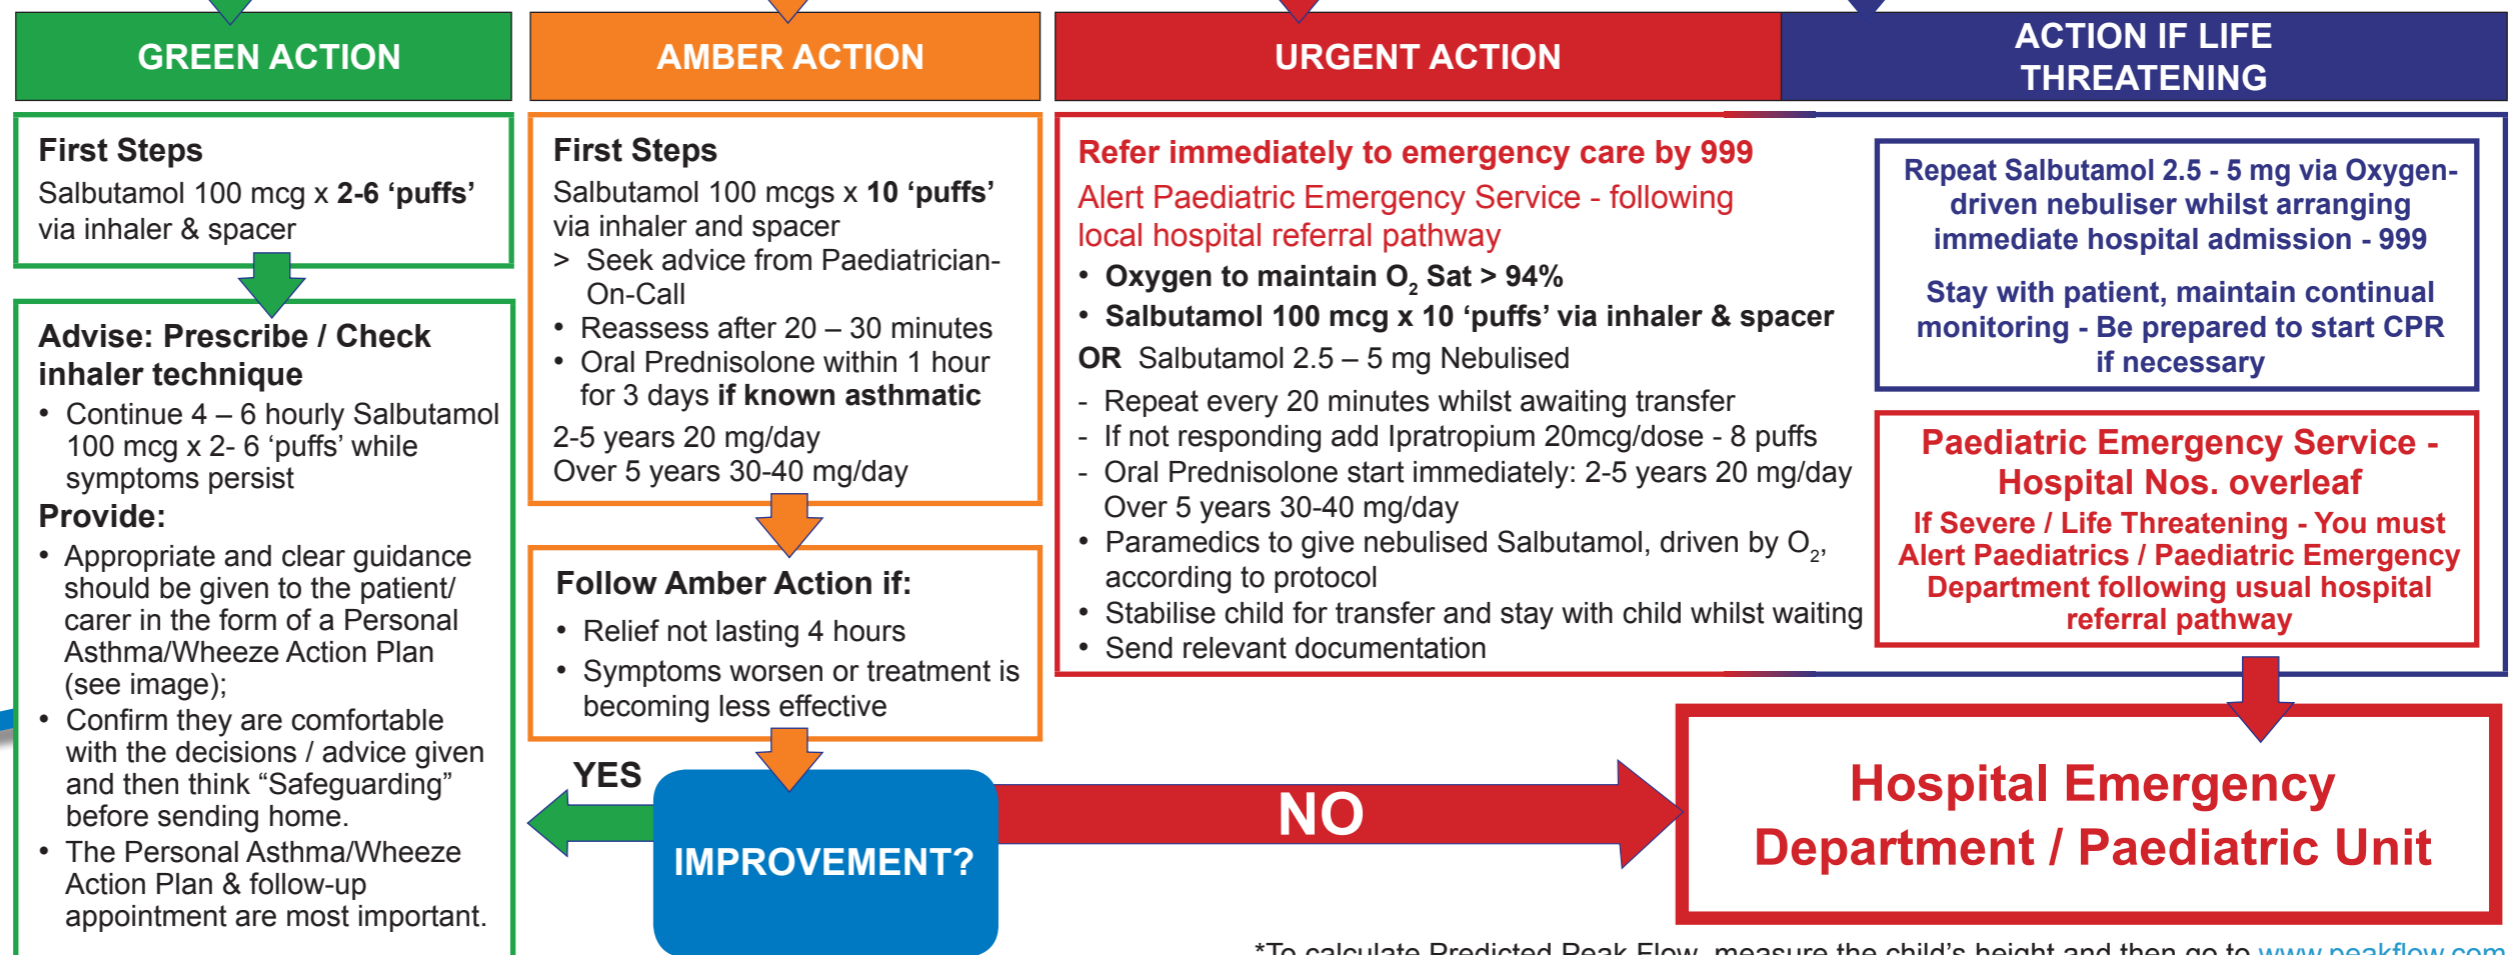 GREEN ACTION
First Steps
Salbutamol 100 mcg x 2-6 ‘puffs’
via inhaler & spacer
Advise: Prescribe / Check
inhaler technique
• Continue 4 – 6 hourly Salbutamol
100 mcg x 2- 6 ‘puffs’ while
symptoms persist
Provide:
• Appropriate and clear guidance
should be given to the patient/
carer in the form of a Personal
Asthma/Wheeze Action Plan
(see image);
• Confirm they are comfortable
with the decisions / advice given
and then think “Safeguarding”
before sending home.
• The Personal Asthma/Wheeze
Action Plan & follow-up
appointment are most important.
AMBER ACTION
First Steps
Salbutamol 100 mcgs x 10 ‘puffs’
via inhaler and spacer
> Seek advice from Paediatrician-
On-Call
• Reassess after 20 – 30 minutes
• Oral Prednisolone within 1 hour
for 3 days if known asthmatic
2-5 years 20 mg/day
Over 5 years 30-40 mg/day
Follow Amber Action if:
• Relief not lasting 4 hours
• Symptoms worsen or treatment is
becoming less effective
YES
IMPROVEMENT?
NO
URGENT ACTION
Refer immediately to emergency care by 999
Alert Paediatric Emergency Service - following
local hospital referral pathway
• Oxygen to maintain O₂ Sat > 94%
• Salbutamol 100 mcg x 10 ‘puffs’ via inhaler & spacer
OR Salbutamol 2.5 – 5 mg Nebulised
- Repeat every 20 minutes whilst awaiting transfer
- If not responding add Ipratropium 20mcg/dose - 8 puffs
- Oral Prednisolone start immediately: 2-5 years 20 mg/day
Over 5 years 30-40 mg/day
• Paramedics to give nebulised Salbutamol, driven by O₂,
according to protocol
• Stabilise child for transfer and stay with child whilst waiting
• Send relevant documentation
ACTION IF LIFE
THREATENING
Repeat Salbutamol 2.5 - 5 mg via Oxygen-
driven nebuliser whilst arranging
immediate hospital admission - 999
Stay with patient, maintain continual
monitoring - Be prepared to start CPR
if necessary
Paediatric Emergency Service -
Hospital Nos. overleaf
If Severe / Life Threatening - You must
Alert Paediatrics / Paediatric Emergency
Department following usual hospital
referral pathway
Hospital Emergency
Department / Paediatric Unit
*To calculate Predicted Peak Flow, measure the child’s height and then go to www.peakflow.com